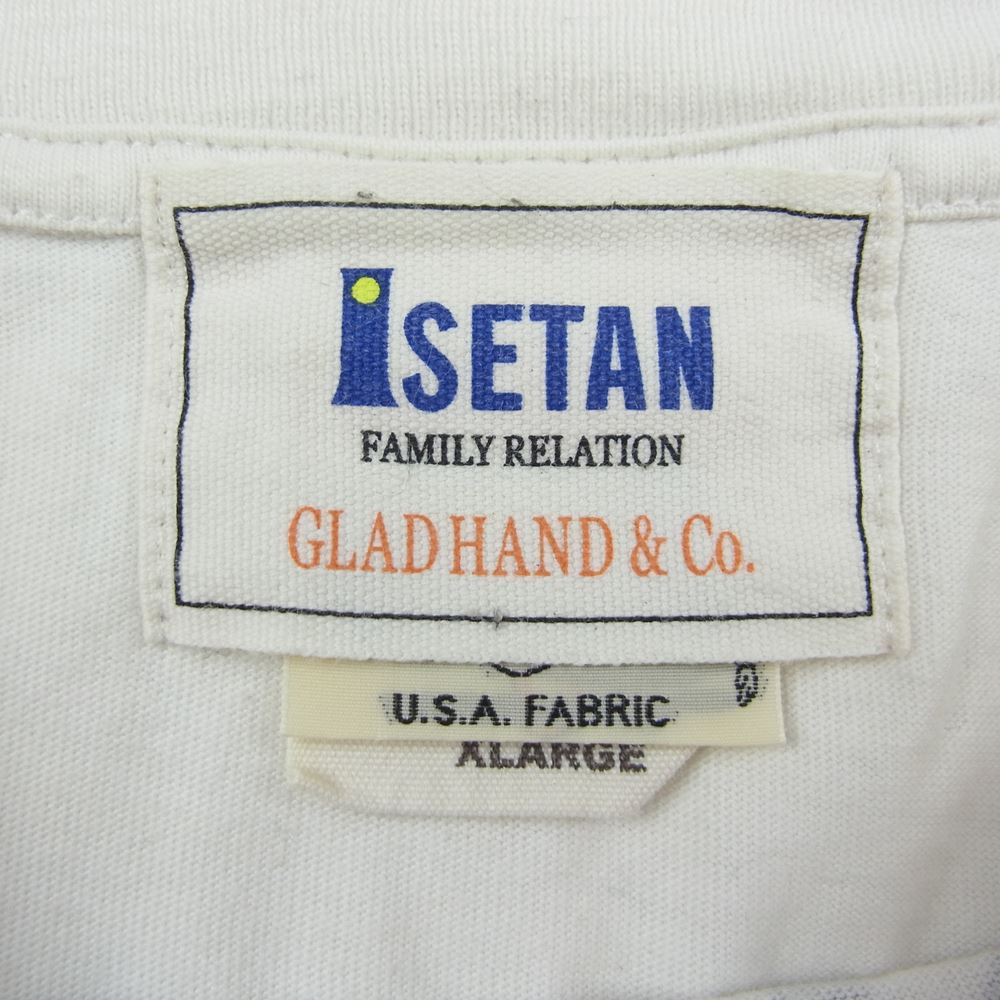 ISETAN
FAMILY RELATION
GLAD HAND & Co.
U.S.A. FABRIC
XLARGE